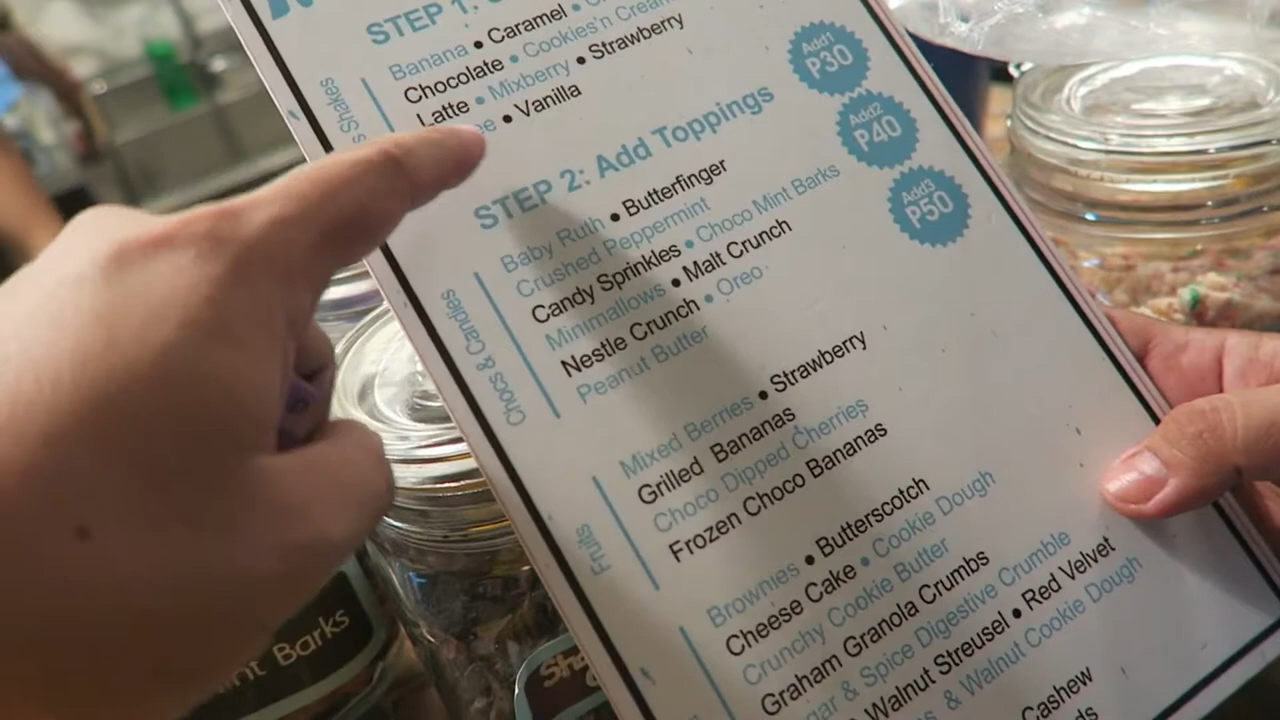 STEP 1:
Banana • Caramel •
Chocolate • Cookies'n Cream
Latte • Mixberry • Strawberry
• Vanilla
Shakes
Add1
P30
Add2
P40
Add3
P50
STEP 2: Add Toppings
Chocs & Candies
Baby Ruth • Butterfinger
Crushed Peppermint
Candy Sprinkles • Choco Mint Barks
Minimallows • Malt Crunch
Nestle Crunch • Oreo
Peanut Butter
Fruits
Mixed Berries • Strawberry
Grilled Bananas
Choco Dipped Cherries
Frozen Choco Bananas
Brownies • Butterscotch
Cheese Cake • Cookie Dough
Crunchy Cookie Butter
Graham Granola Crumbs
& Spice Digestive Crumble
Walnut Streusel • Red Velvet
& Walnut Cookie Dough
Cashew
Barks